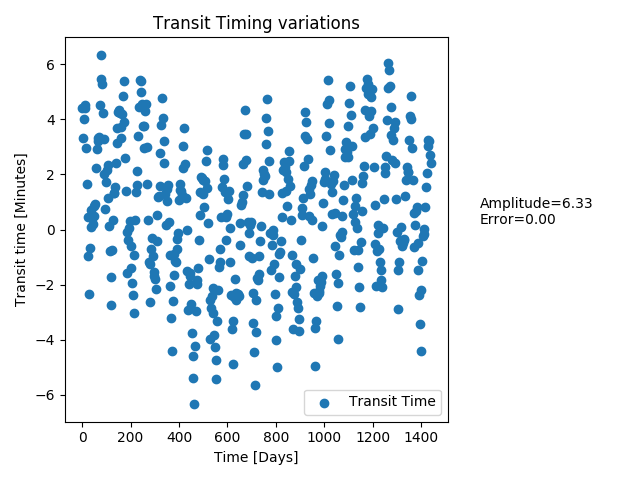 Transit Timing variations
Transit time [Minutes]
6
4
2
0
−2
−4
−6
Amplitude=6.33
Error=0.00
Transit Time
0 200 400 600 800 1000 1200 1400
Time [Days]